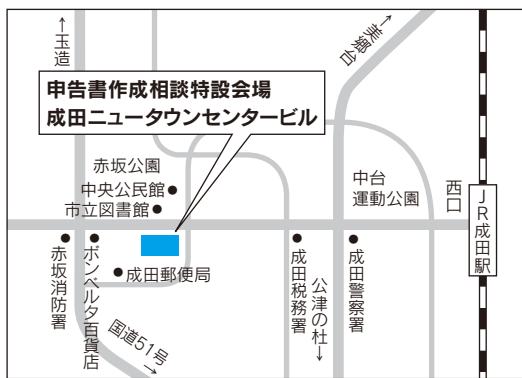 ←玉造
←美郷台
申告書作成相談特設会場
成田ニュータウンセンタービル
赤坂公園
中央公民館
市立図書館
中台
運動公園
西口
JR成田駅
赤坂消防署
ボンベルタ百貨店
成田郵便局
成田税務署
公津の杜→
成田警察署
国道51号→